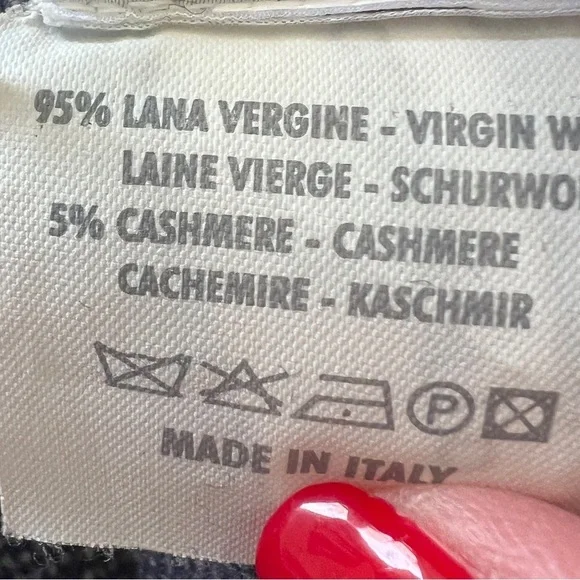 95% LANA VERGINE - VIRGIN W
LAINE VIERGE - SCHURWO
5% CASHMERE - CASHMERE
CACHEMIRE - KASCHMIR
P
MADE IN ITALY